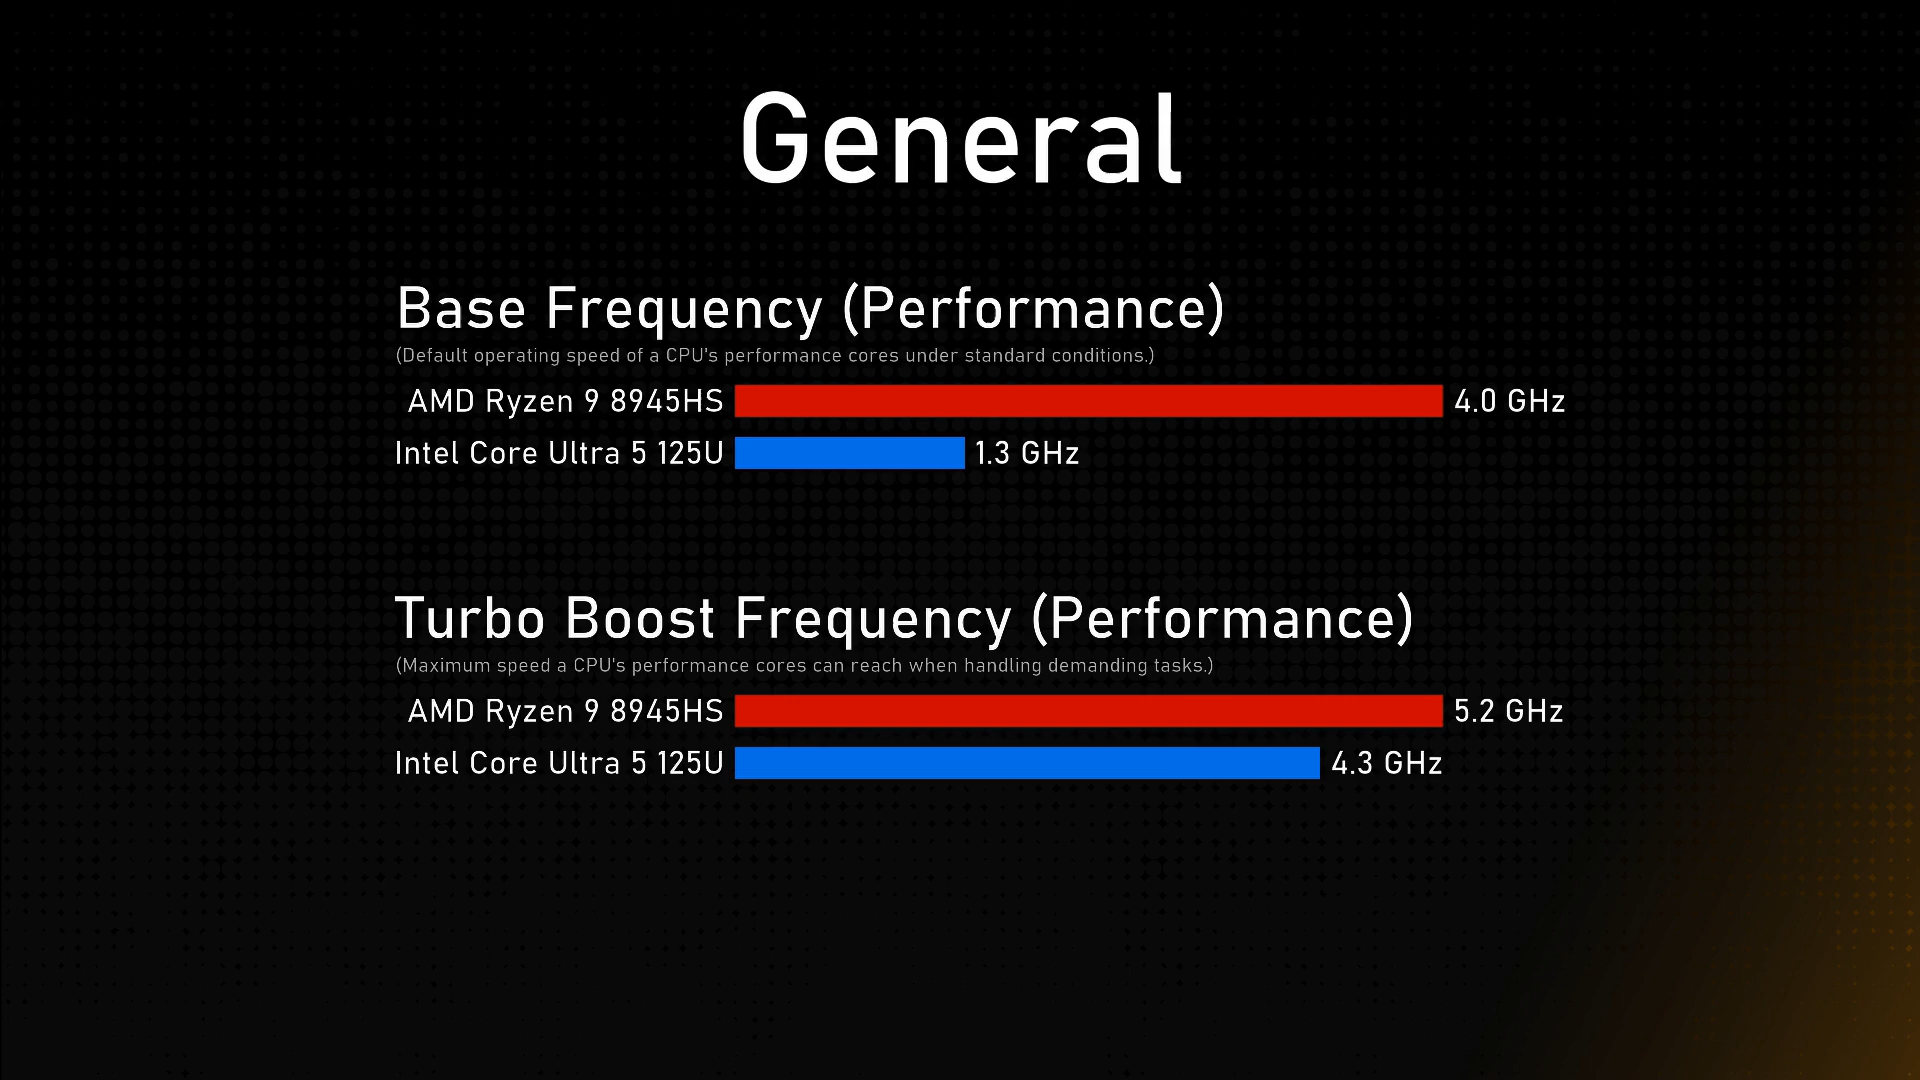 General
Base Frequency (Performance)
(Default operating speed of a CPU's performance cores under standard conditions.)
AMD Ryzen 9 8945HS 4.0 GHz
Intel Core Ultra 5 125U 1.3 GHz
Turbo Boost Frequency (Performance)
(Maximum speed a CPU's performance cores can reach when handling demanding tasks.)
AMD Ryzen 9 8945HS 5.2 GHz
Intel Core Ultra 5 125U 4.3 GHz